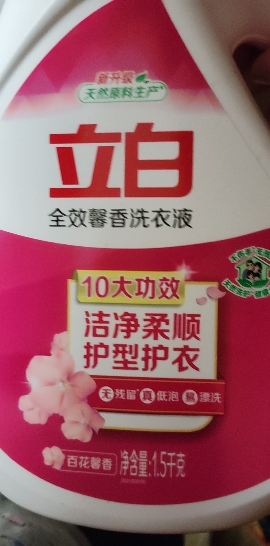 新升级
天然原料生产
立白
全效馨香洗衣液
10大功效
洁净柔顺
护型护衣
无残留 真低泡 易漂洗
百花馨香
净含量:1.5千克